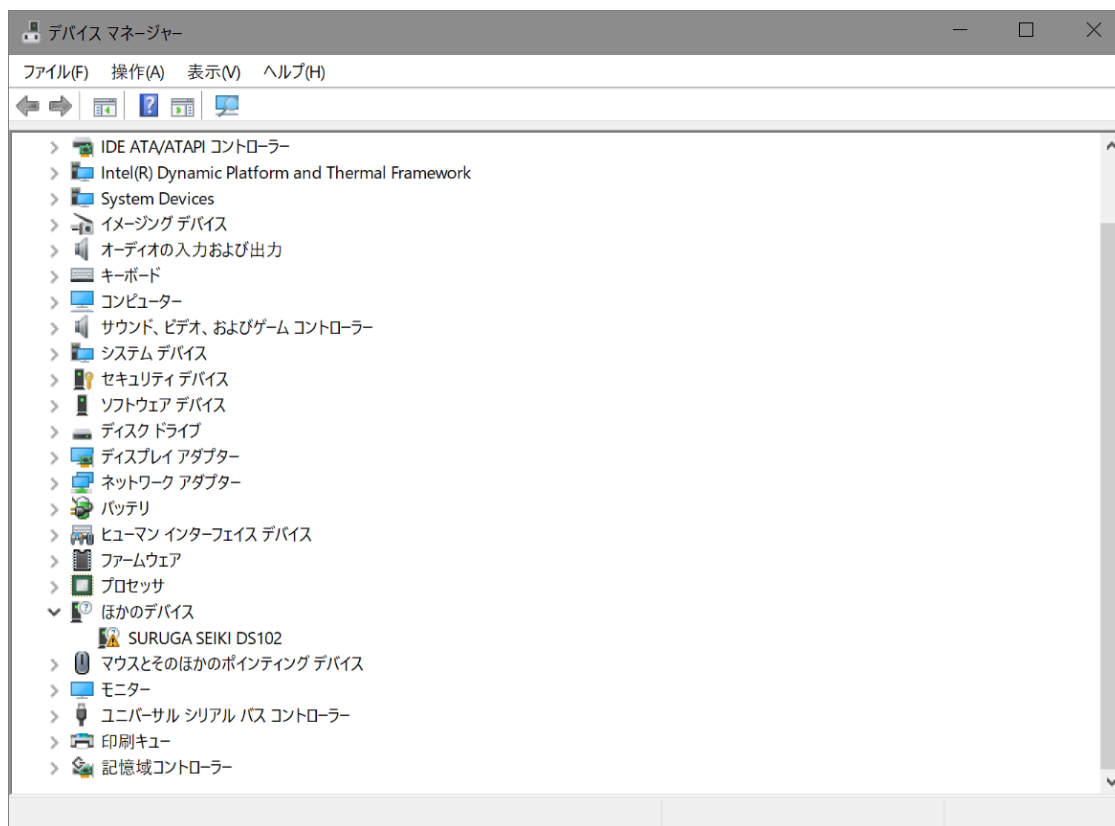 デバイス マネージャー
ファイル(F) 操作(A) 表示(V) ヘルプ(H)
IDE ATA/ATAPI コントローラー
Intel(R) Dynamic Platform and Thermal Framework
System Devices
イメージング デバイス
オーディオの入力および出力
キーボード
コンピューター
サウンド、ビデオ、およびゲーム コントローラー
システム デバイス
セキュリティ デバイス
ソフトウェア デバイス
ディスク ドライブ
ディスプレイ アダプター
ネットワーク アダプター
バッテリ
ヒューマン インターフェイス デバイス
ファームウェア
プロセッサ
ほかのデバイス
SURUGA SEIKI DS102
マウスとそのほかのポインティング デバイス
モニター
ユニバーサル シリアル バス コントローラー
印刷キュー
記憶域コントローラー